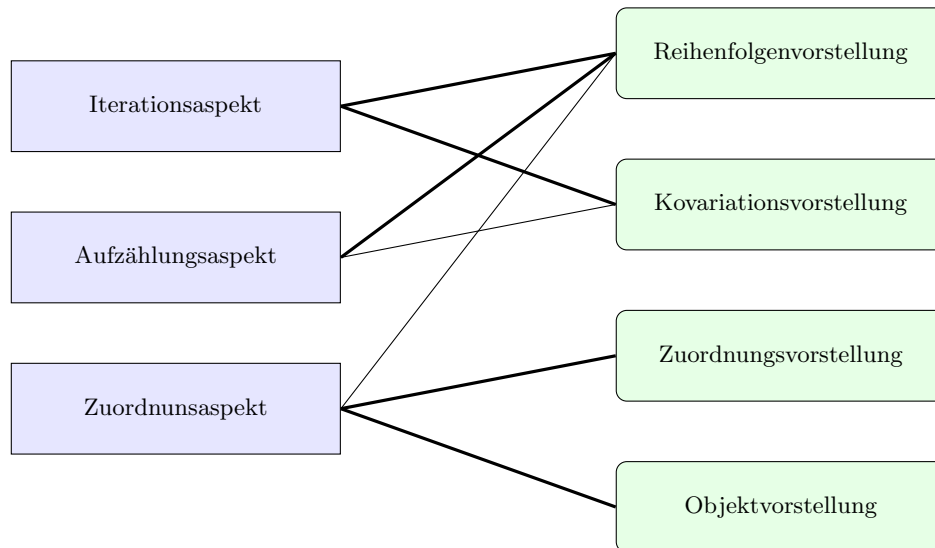 Iterationsaspekt
Aufzählungsaspekt
Zuordnunsaspekt
Reihenfolgenvorstellung
Kovariationsvorstellung
Zuordnungsvorstellung
Objektvorstellung